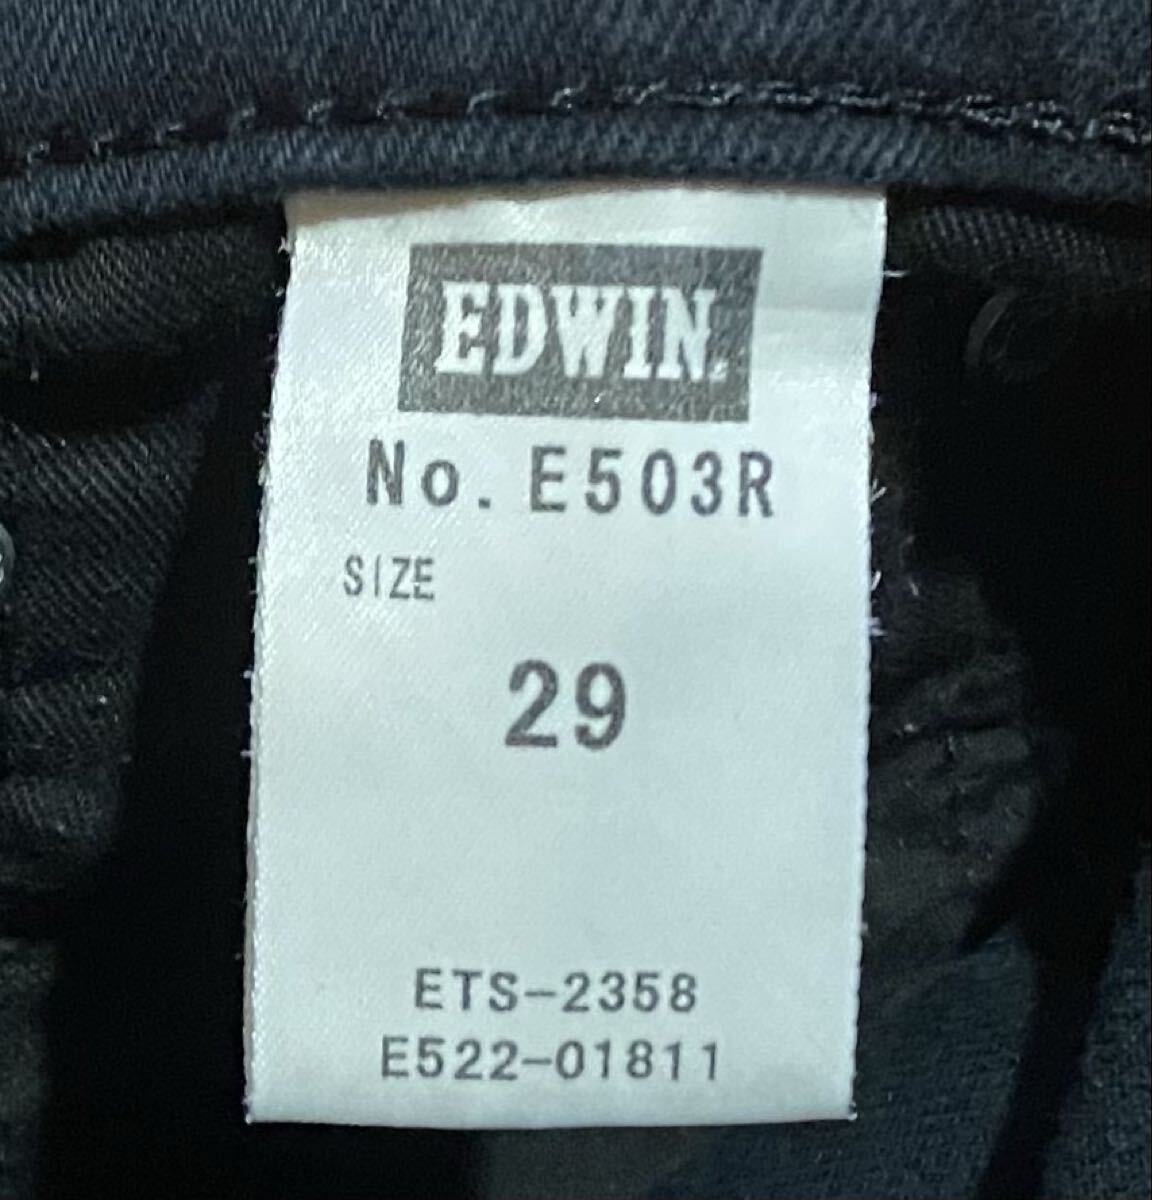 EDWIN.
No. E503R
SIZE
29
ETS-2358
E522-01811